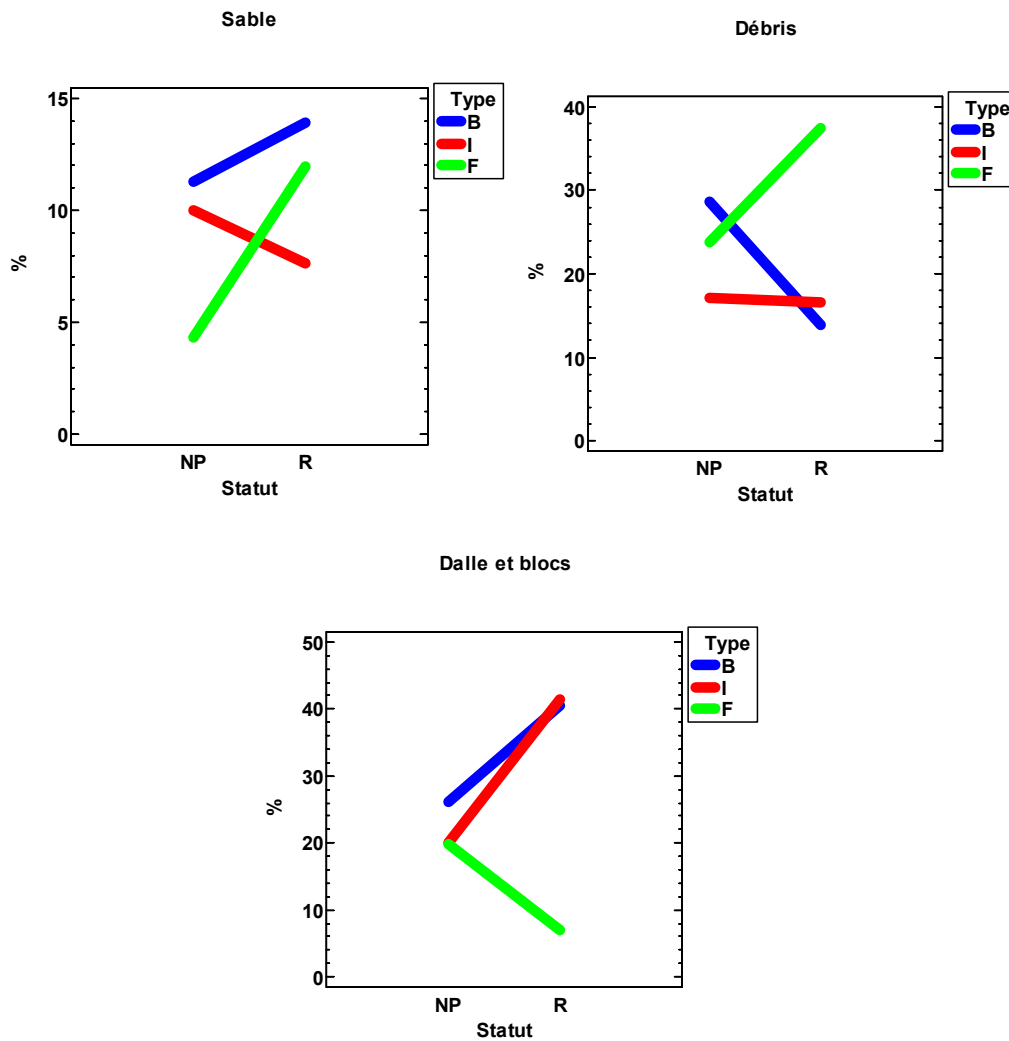 Sable
15
10
5
0
%
NP R
Statut
Type
B
I
F
Débris
40
30
20
10
0
%
NP R
Statut
Type
B
I
F
Dalle et blocs
50
40
30
20
10
0
%
NP R
Statut
Type
B
I
F